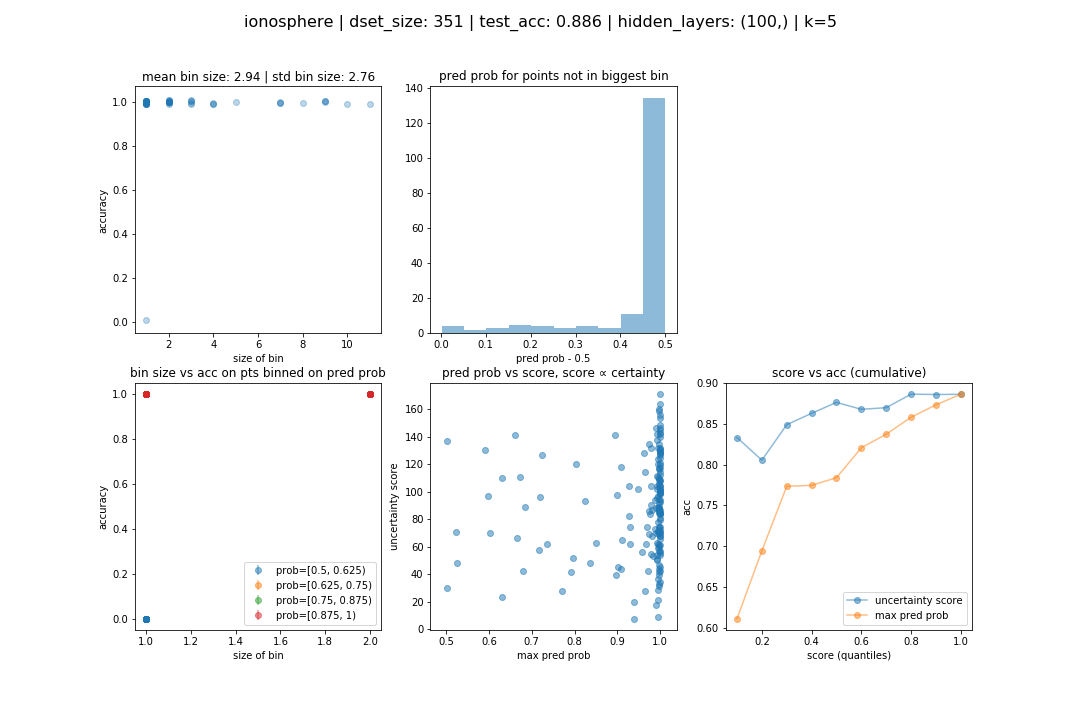 ionosphere | dset_size: 351 | test_acc: 0.886 | hidden_layers: (100,) | k=5
mean bin size: 2.94 | std bin size: 2.76
1.0
0.8
0.6
0.4
0.2
0.0
accuracy
2 4 6 8 10
size of bin
pred prob for points not in biggest bin
140
120
100
80
60
40
20
0
0.0 0.1 0.2 0.3 0.4 0.5
pred prob - 0.5
bin size vs acc on pts binned on pred prob
1.0
0.8
0.6
0.4
0.2
0.0
accuracy
prob=[0.5, 0.625)
prob=[0.625, 0.75)
prob=[0.75, 0.875)
prob=[0.875, 1)
1.0 1.2 1.4 1.6 1.8 2.0
size of bin
pred prob vs score, score ∝ certainty
160
140
120
100
80
60
40
20
0
uncertainty score
0.5 0.6 0.7 0.8 0.9 1.0
max pred prob
score vs acc (cumulative)
0.90
0.85
0.80
0.75
0.70
0.65
0.60
acc
uncertainty score
max pred prob
0.2 0.4 0.6 0.8 1.0
score (quantiles)